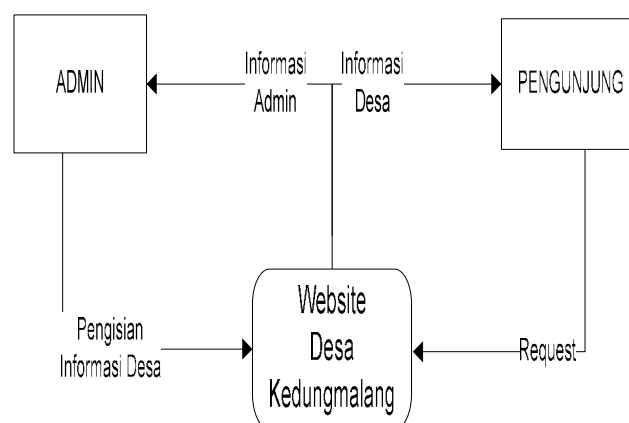 ADMIN
Informasi
Admin
Informasi
Desa
PENGUNJUNG
Website
Desa
Kedungmalang
Pengisian
Informasi Desa
Request